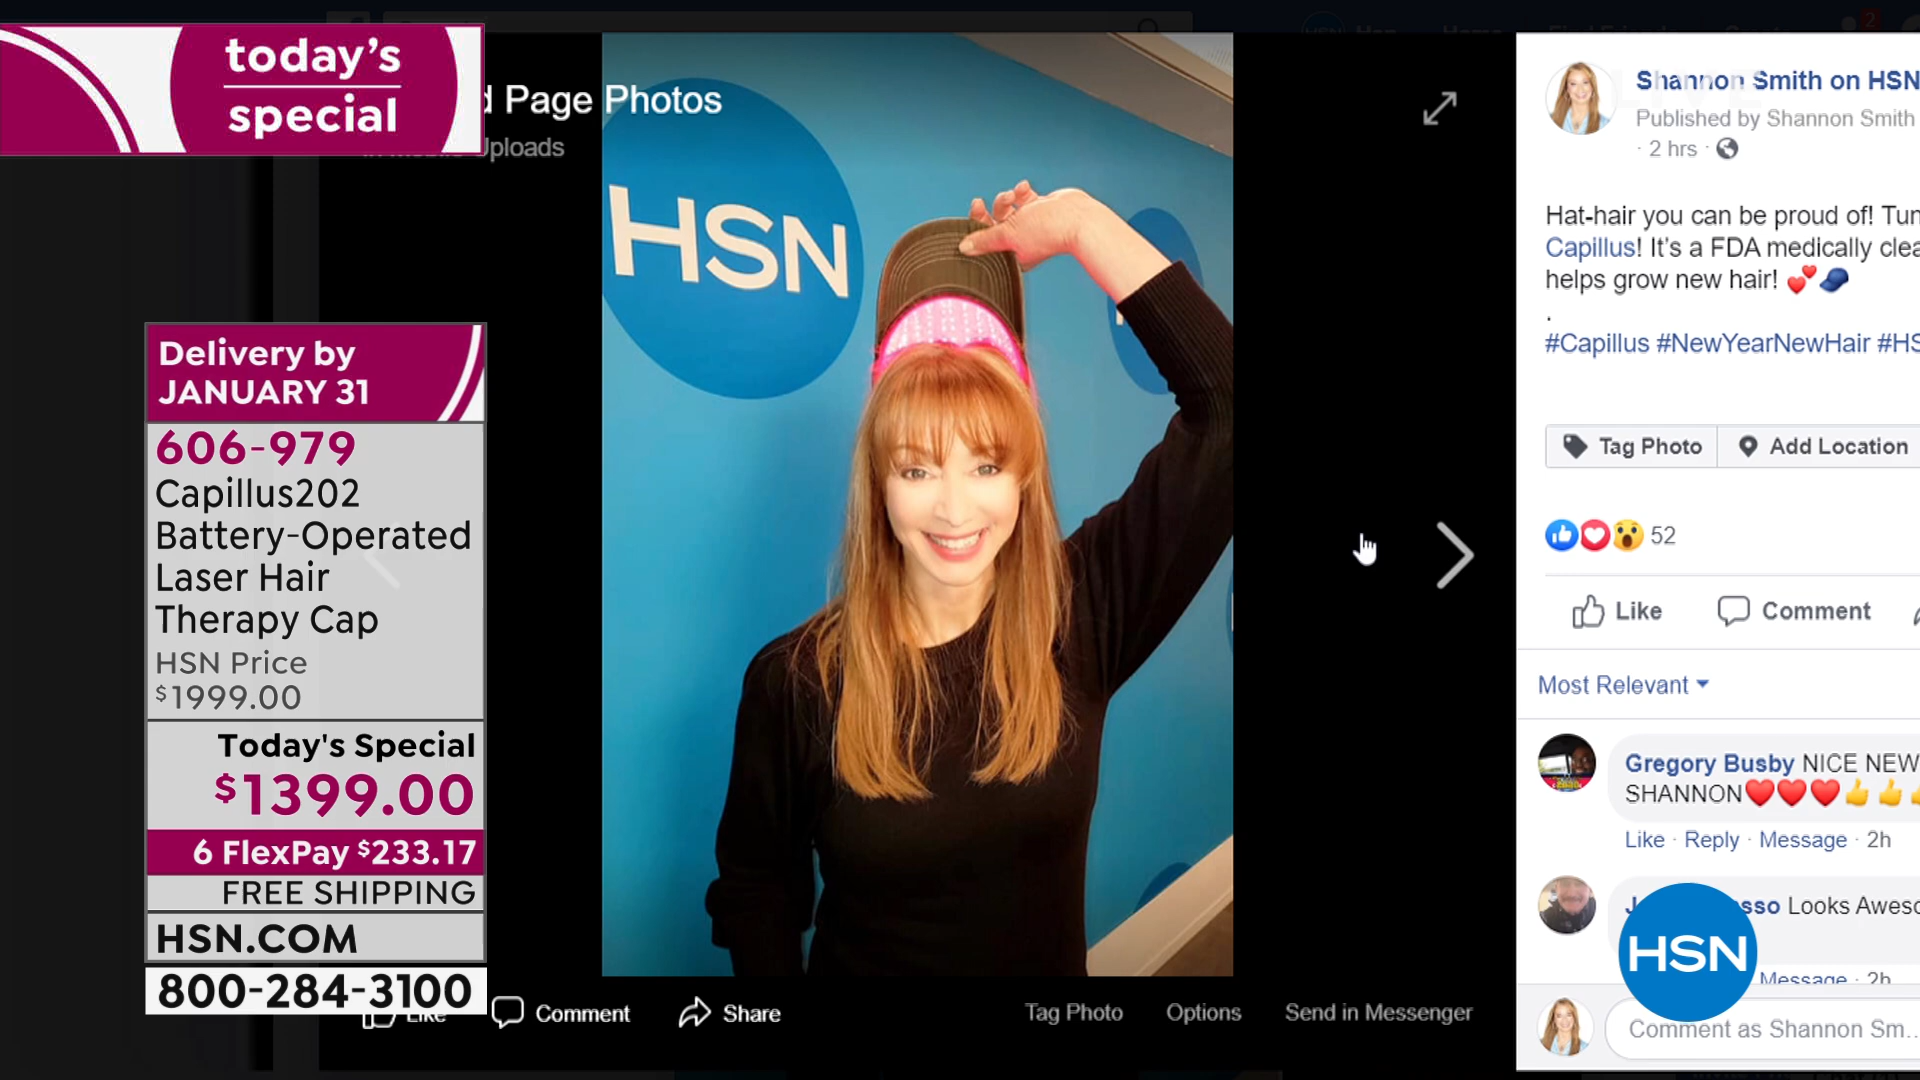 today's
special
d Page Photos
Uploads
HSN
Delivery by
JANUARY 31
606-979
Capillus202
Battery-Operated
Laser Hair
Therapy Cap
HSN Price
$1999.00
Today's Special
$1399.00
6 FlexPay $233.17
FREE SHIPPING
HSN.COM
800-284-3100
Like
Comment
Share
Tag Photo
Options
Send in Messenger
Shannon Smith on HSN
Published by Shannon Smith
· 2 hrs ·
Hat-hair you can be proud of! Tun
Capillus! It's a FDA medically clea
helps grow new hair! 💕🧢
.
#Capillus #NewYearNewHair #HS
Tag Photo
Add Location
52
Like
Comment
Most Relevant
Gregory Busby NICE NEW
SHANNON❤️❤️❤️👍👍👍
Like · Reply · Message · 2h
sso Looks Awes
HSN
Message · 2h
Comment as Shannon Sm...